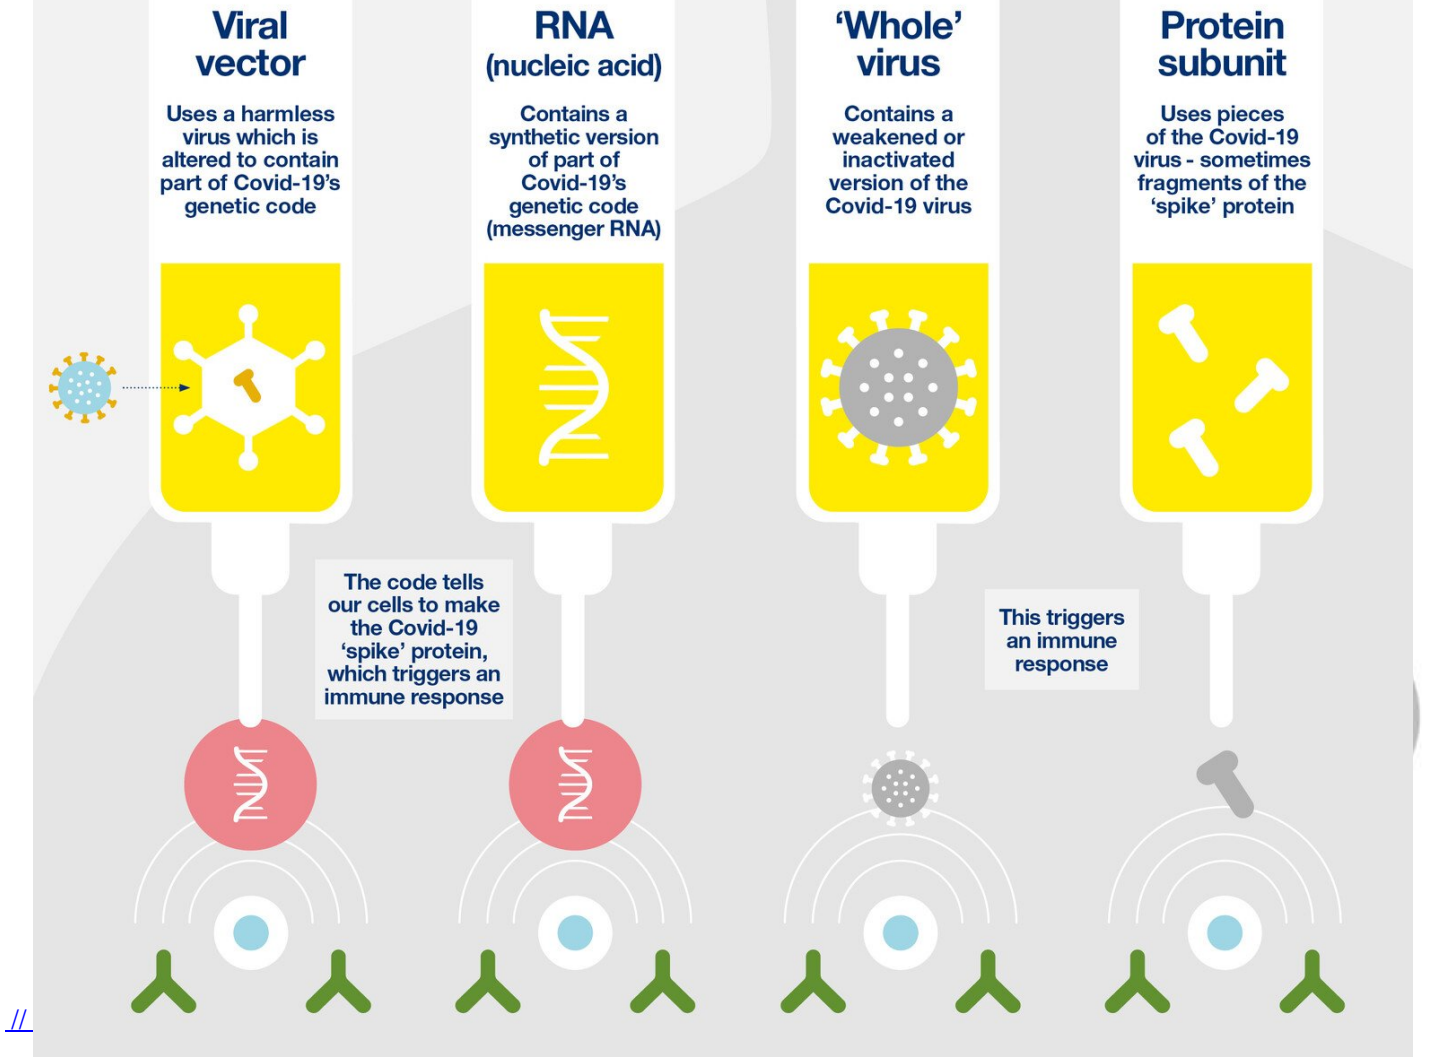 Viral
vector
Uses a harmless
virus which is
altered to contain
part of Covid-19's
genetic code
RNA
(nucleic acid)
Contains a
synthetic version
of part of
Covid-19's
genetic code
(messenger RNA)
‘Whole’
virus
Contains a
weakened or
inactivated
version of the
Covid-19 virus
Protein
subunit
Uses pieces
of the Covid-19
virus - sometimes
fragments of the
‘spike’ protein
The code tells
our cells to make
the Covid-19
‘spike’ protein,
which triggers an
immune response
This triggers
an immune
response
//